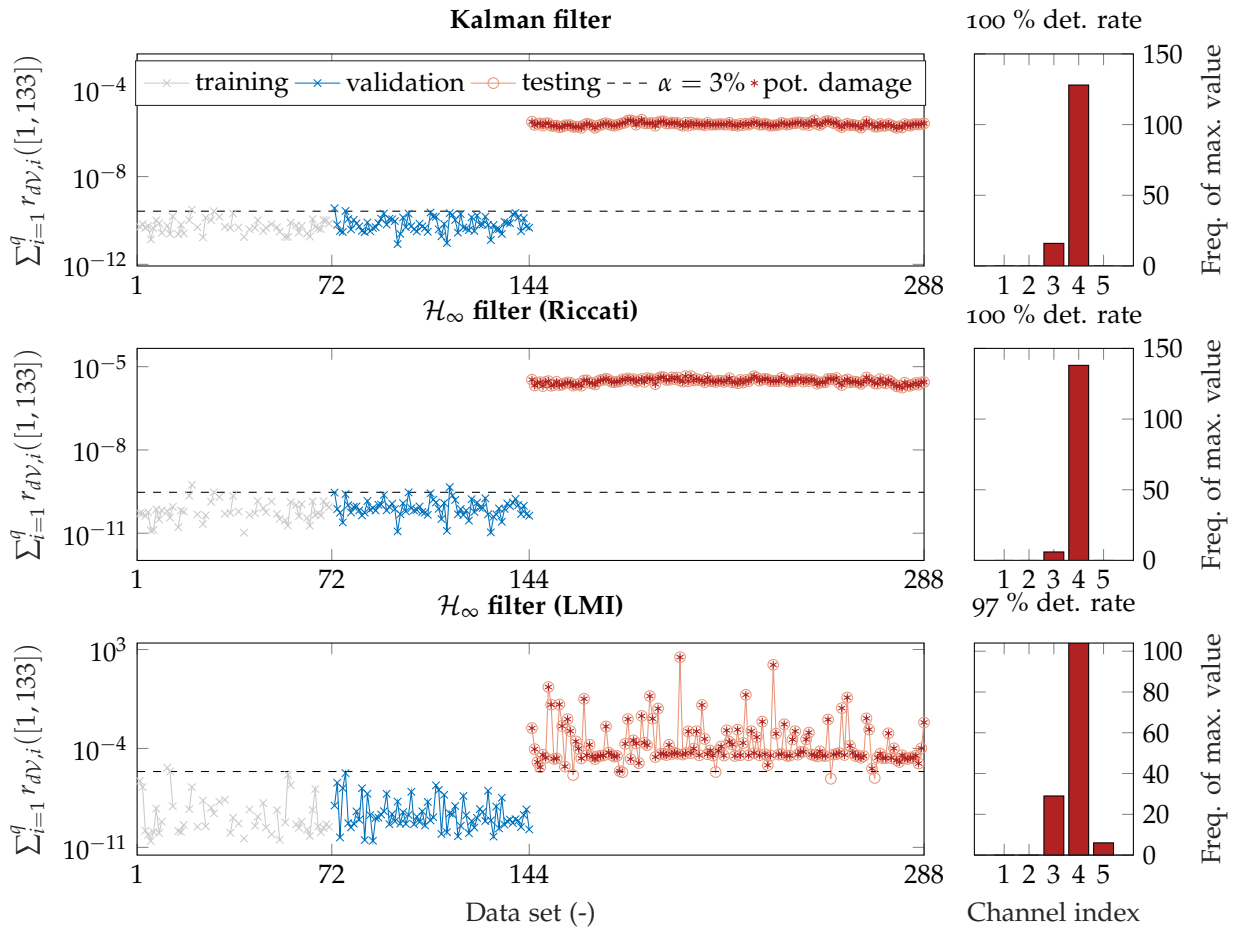 Kalman filter
100 % det. rate
training validation testing α = 3% pot. damage
∑_{i=1}^{q} r_{dV,i}([1, 133])
10^{-4}
10^{-8}
10^{-12}
1 72 144 288
150
100
50
0
1 2 3 4 5
Freq. of max. value
ℋ_∞ filter (Riccati)
100 % det. rate
∑_{i=1}^{q} r_{dV,i}([1, 133])
10^{-5}
10^{-8}
10^{-11}
1 72 144 288
150
100
50
0
1 2 3 4 5
Freq. of max. value
ℋ_∞ filter (LMI)
97 % det. rate
∑_{i=1}^{q} r_{dV,i}([1, 133])
10^{3}
10^{-4}
10^{-11}
1 72 144 288
100
80
60
40
20
0
1 2 3 4 5
Freq. of max. value
Data set (-)
Channel index